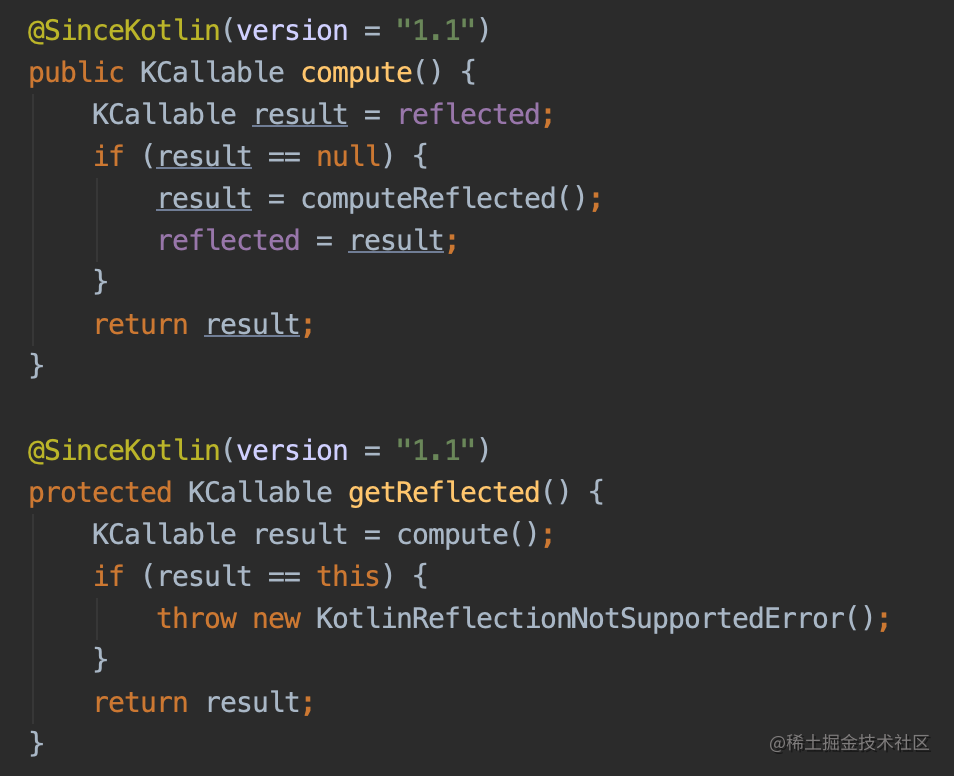 @SinceKotlin(version = "1.1")
public KCallable compute() {
    KCallable result = reflected;
    if (result == null) {
        result = computeReflected();
        reflected = result;
    }
    return result;
}

@SinceKotlin(version = "1.1")
protected KCallable getReflected() {
    KCallable result = compute();
    if (result == this) {
        throw new KotlinReflectionNotSupportedError();
    }
    return result;
}
@稀土掘金技术社区